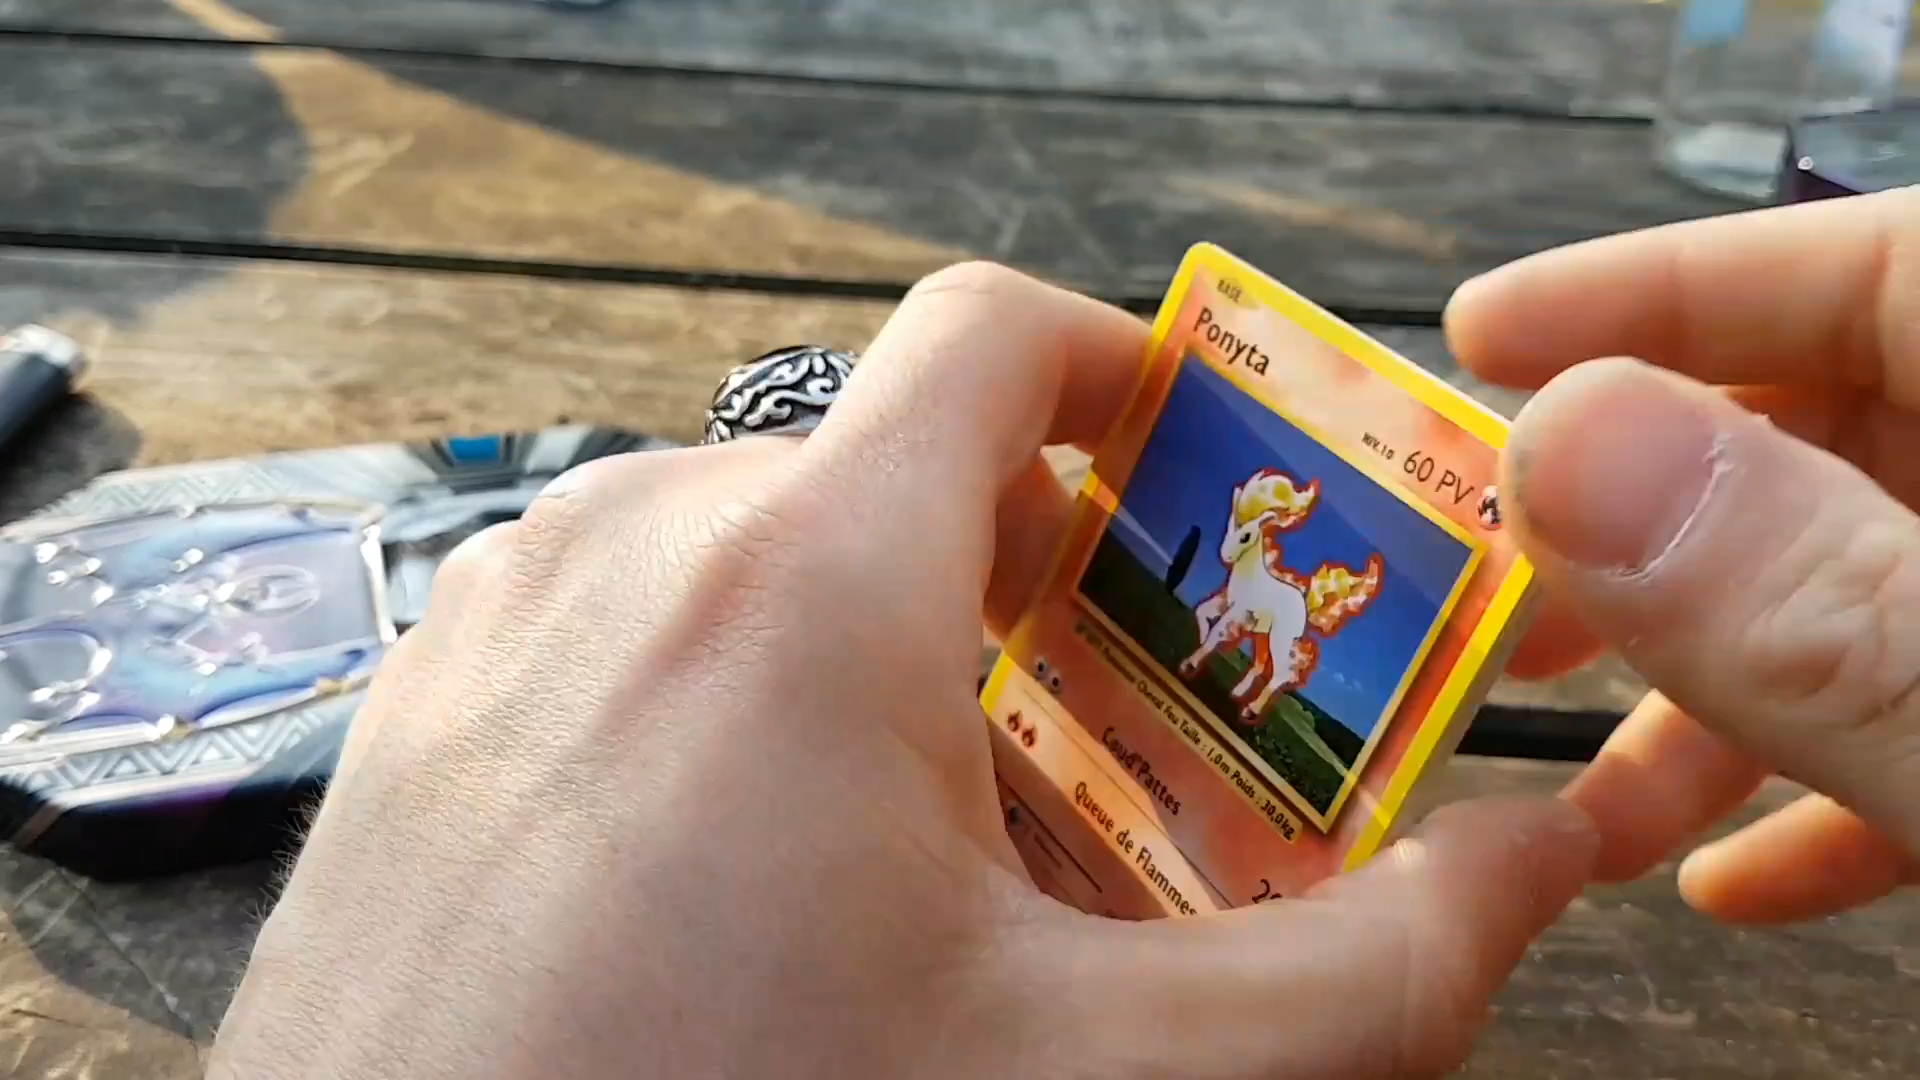 BASE
Ponyta
NIV.10 60 PV
Pokémon Cheval Feu Taille : 1,0m Poids : 30,0kg
Coud'Pattes
Queue de Flammes